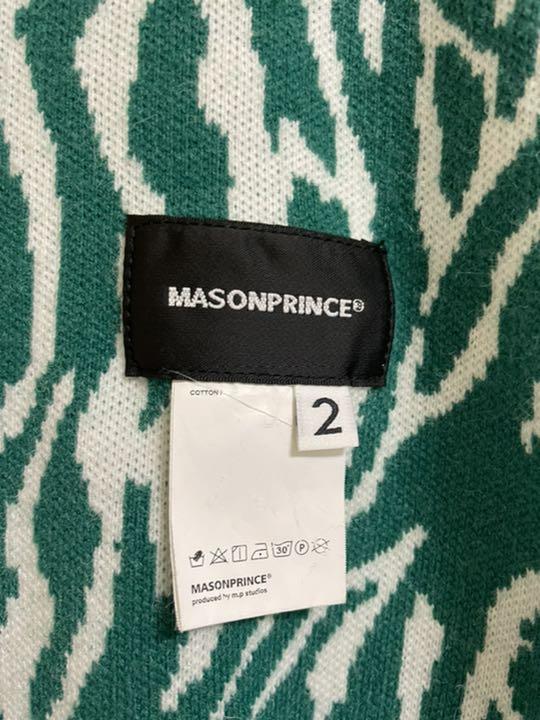 MASONPRINCE®
COTTON
2
30°
P
MASONPRINCE®
produced by m.p studios